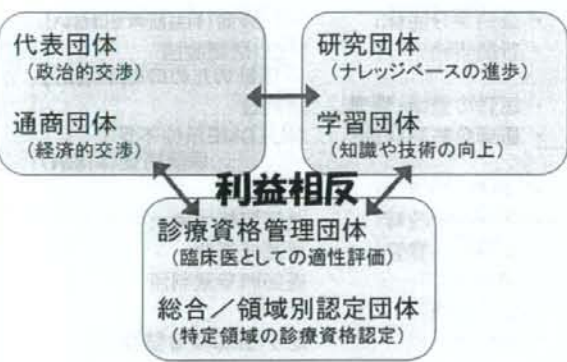 代表団体
(政治的交渉)
通商団体
(経済的交渉)
研究団体
(ナレッジベースの進歩)
学習団体
(知識や技術の向上)
利益相反
診療資格管理団体
(臨床医としての適性評価)
総合／領域別認定団体
(特定領域の診療資格認定)